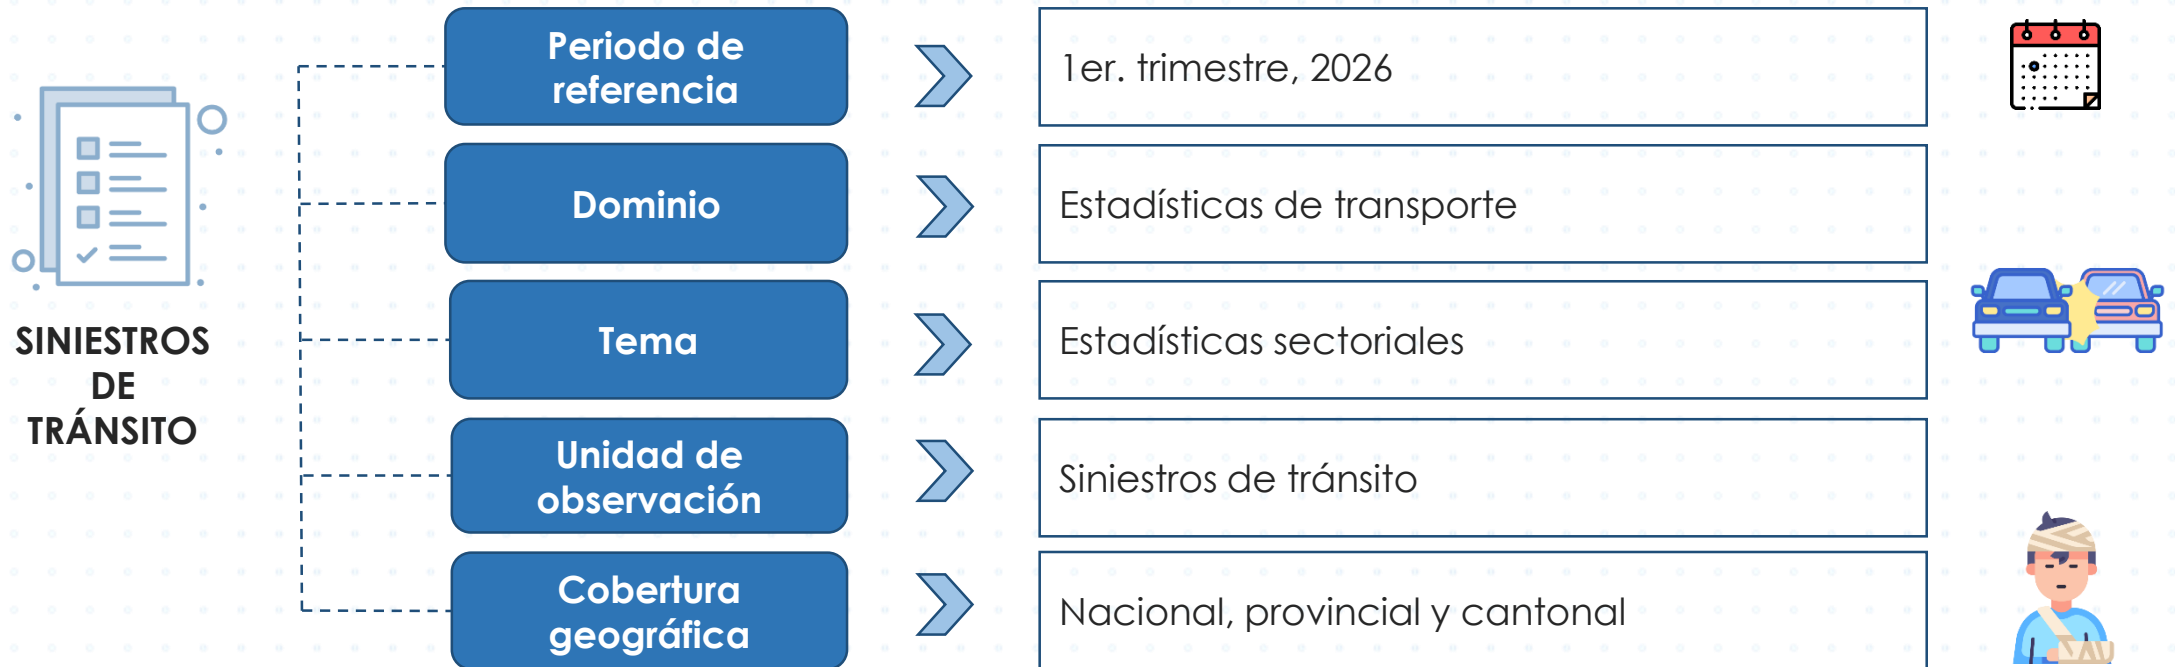 SINIESTROS
DE
TRÁNSITO
Periodo de
referencia
1er. trimestre, 2026
Dominio
Estadísticas de transporte
Tema
Estadísticas sectoriales
Unidad de
observación
Siniestros de tránsito
Cobertura
geográfica
Nacional, provincial y cantonal